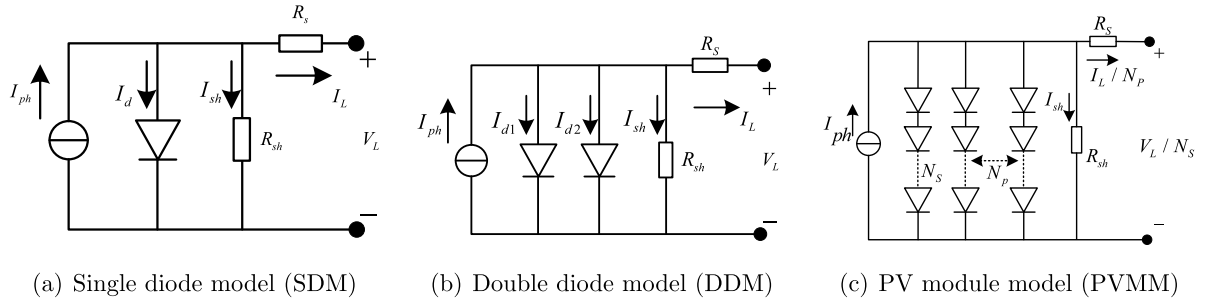 R_s
I_ph
I_d
I_sh
+
I_L
R_sh
V_L
−
(a) Single diode model (SDM)
R_S
+
I_ph
I_d1
I_d2
I_sh
I_L
R_sh
V_L
−
(b) Double diode model (DDM)
R_S
+
I_L / N_P
I_sh
I_ph
R_sh
V_L / N_S
N_S
N_p
−
(c) PV module model (PVMM)